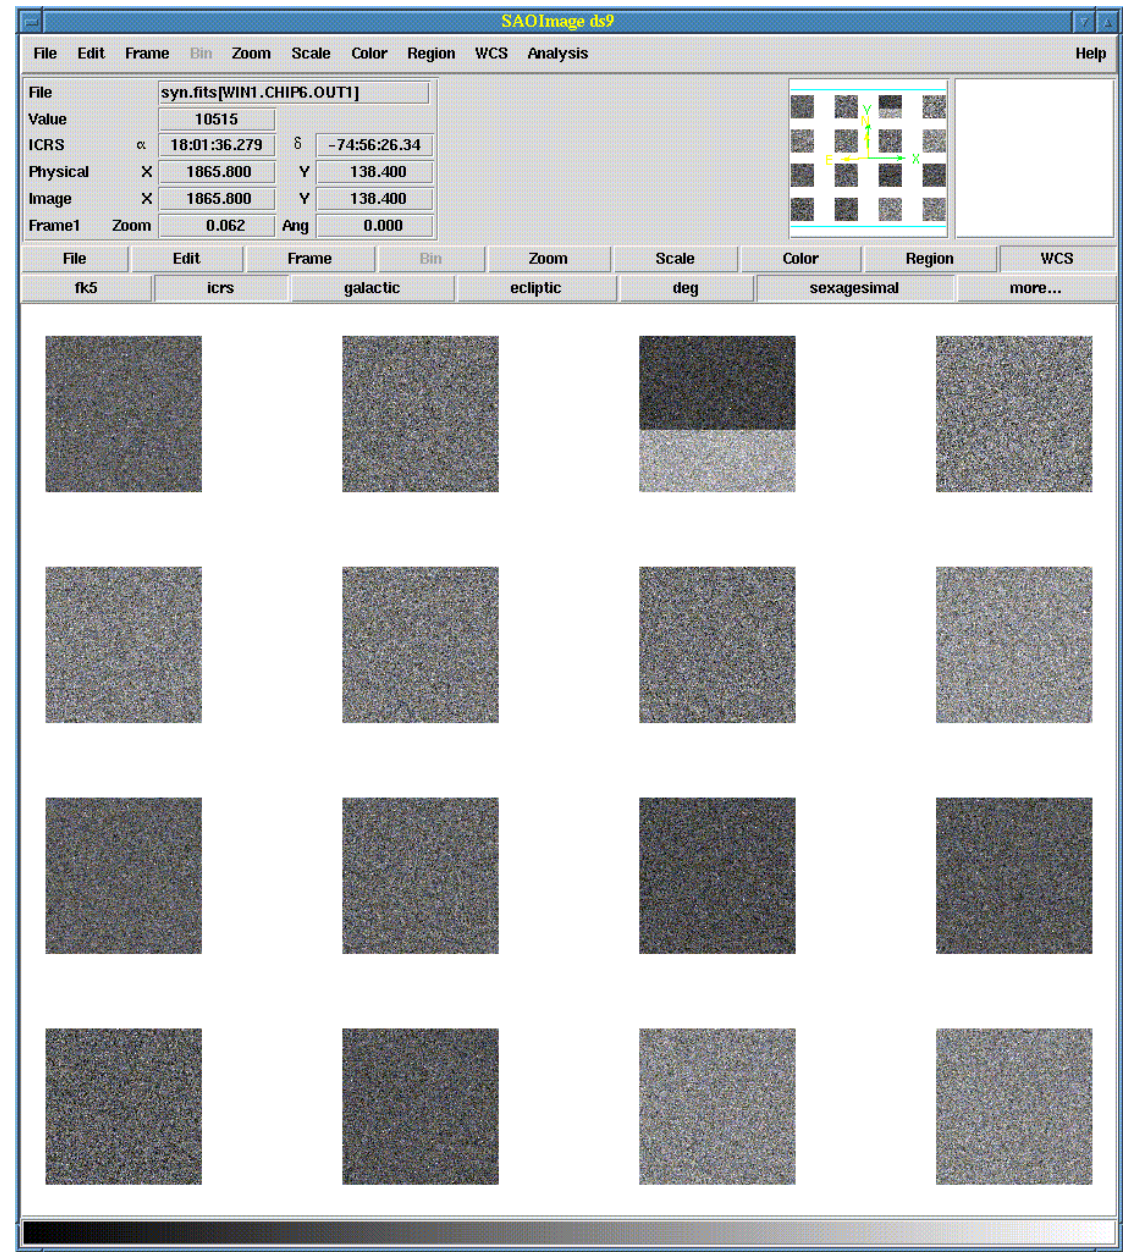 SAOImage ds9
File Edit Frame Bin Zoom Scale Color Region WCS Analysis Help
File syn.fits[WIN1.CHIP6.OUT1]
Value 10515
ICRS α 18:01:36.279 δ -74:56:26.34
Physical X 1865.800 Y 138.400
Image X 1865.800 Y 138.400
Frame1 Zoom 0.062 Ang 0.000
Y
N
E X
File Edit Frame Bin Zoom Scale Color Region WCS
fk5 icrs galactic ecliptic deg sexagesimal more...